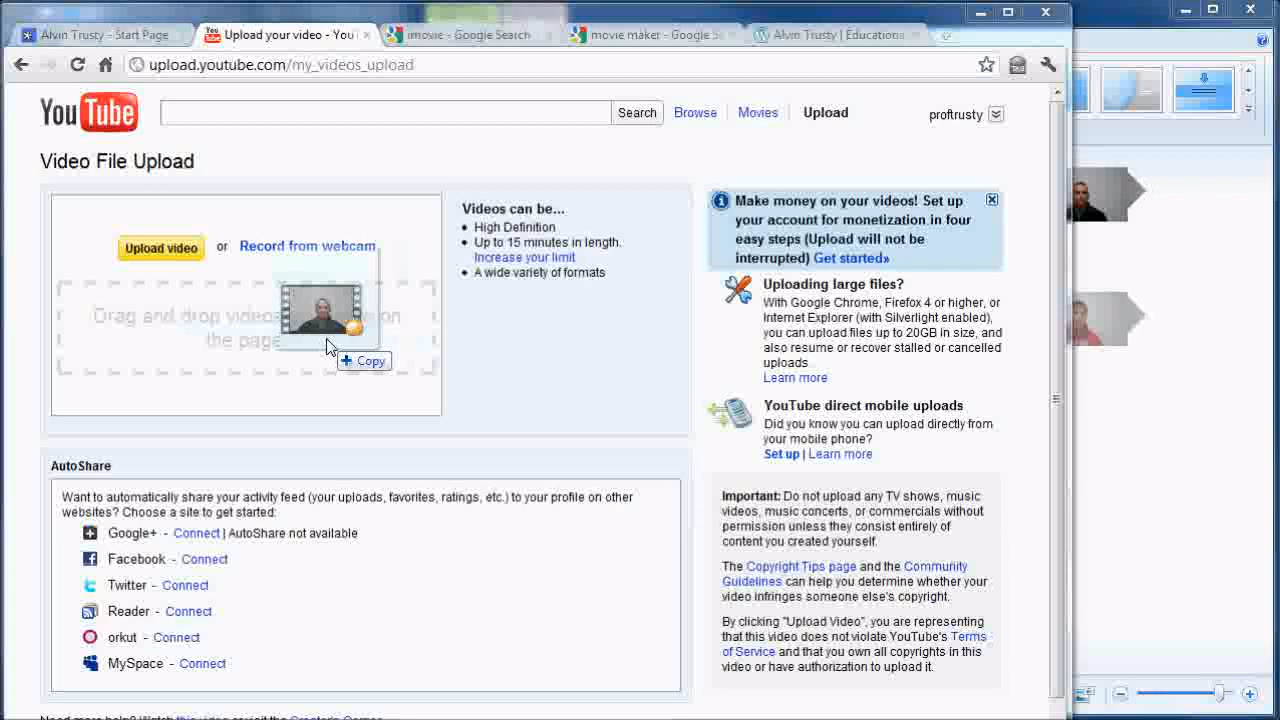 Alvin Trusty - Start Page
Upload your video - You
imovie - Google Search
movie maker - Google S
Alvin Trusty | Educationa
upload.youtube.com/my_videos_upload
YouTube
Search
Browse
Movies
Upload
proftrusty
Video File Upload
Upload video or Record from webcam
Drag and drop videos on
the page
Copy
Videos can be...
High Definition
Up to 15 minutes in length.
Increase your limit
A wide variety of formats
Make money on your videos! Set up
your account for monetization in four
easy steps (Upload will not be
interrupted) Get started»
Uploading large files?
With Google Chrome, Firefox 4 or higher, or
Internet Explorer (with Silverlight enabled),
you can upload files up to 20GB in size, and
also resume or recover stalled or cancelled
uploads.
Learn more
YouTube direct mobile uploads
Did you know you can upload directly from
your mobile phone?
Set up | Learn more
AutoShare
Want to automatically share your activity feed (your uploads, favorites, ratings, etc.) to your profile on other
websites? Choose a site to get started:
Google+ - Connect | AutoShare not available
Facebook - Connect
Twitter - Connect
Reader - Connect
orkut - Connect
MySpace - Connect
Important: Do not upload any TV shows, music
videos, music concerts, or commercials without
permission unless they consist entirely of
content you created yourself.
The Copyright Tips page and the Community
Guidelines can help you determine whether your
video infringes someone else's copyright.
By clicking "Upload Video", you are representing
that this video does not violate YouTube's Terms
of Service and that you own all copyrights in this
video or have authorization to upload it.